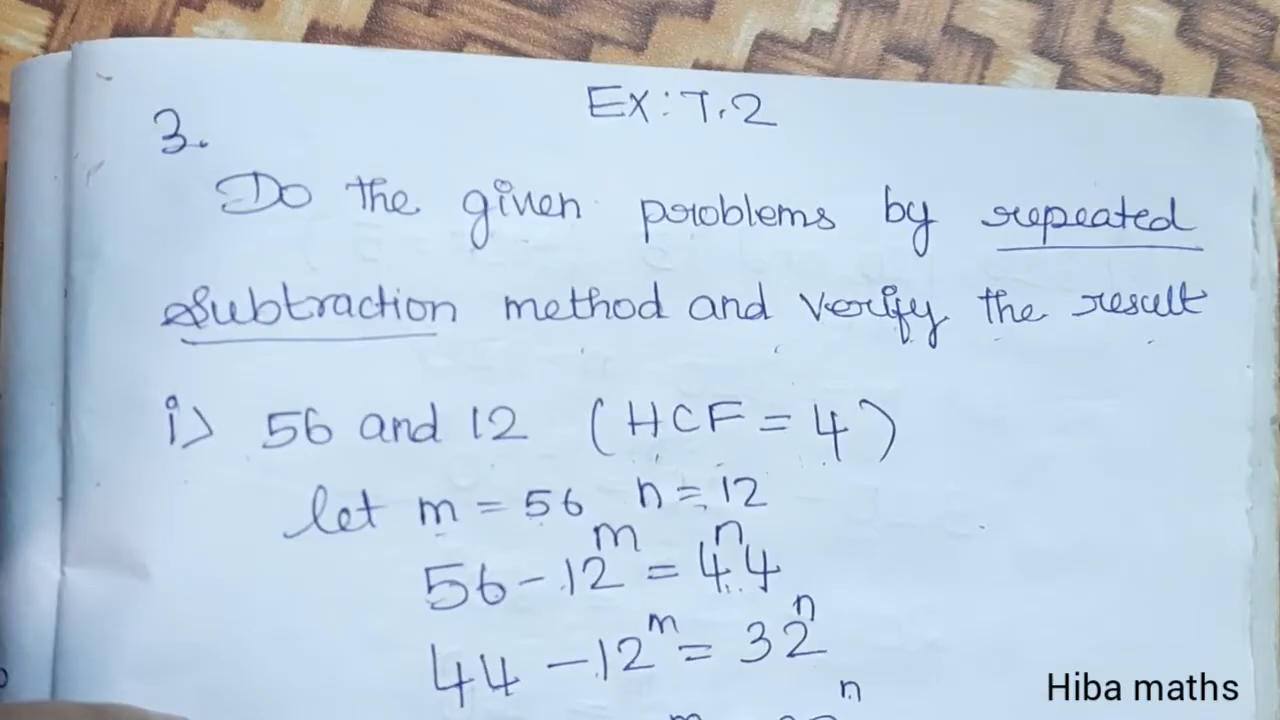 Ex: 7.2
3.
Do the given problems by repeated
subtraction method and verify the result
i) 56 and 12 (HCF = 4)
let m = 56 n = 12
m n
56 - 12 = 44
m n
44 - 12 = 32
n
Hiba maths